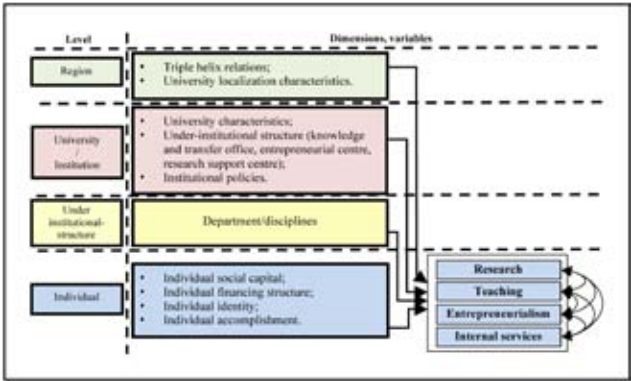 Level
Dimensions, variables
Region
• Triple helix relations;
• University localization characteristics.
University
/
Institution
• University characteristics;
• Under-institutional structure (knowledge
and transfer office, entrepreneurial centre,
research support centre);
• Institutional policies.
Under
institutional-
structure
Department/disciplines
Individual
• Individual social capital;
• Individual financing structure;
• Individual identity;
• Individual accomplishment.
Research
Teaching
Entrepreneurialism
Internal services